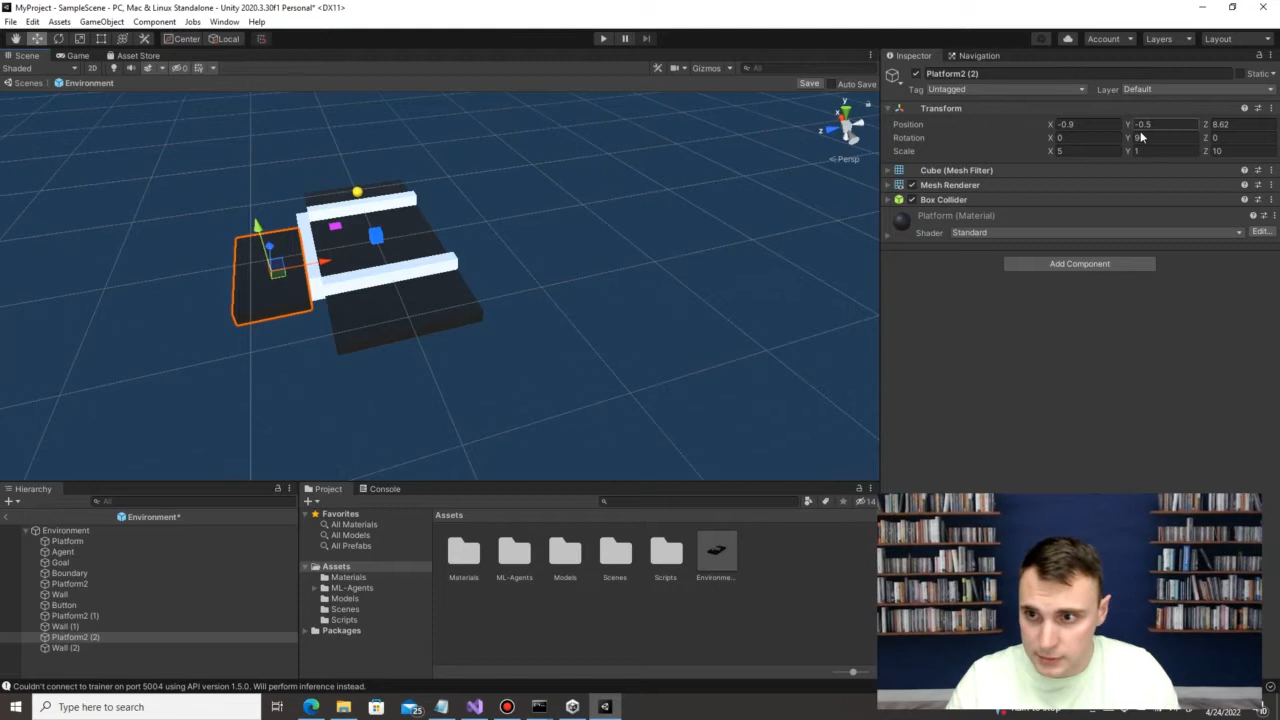 MyProject - SampleScene - PC, Mac & Linux Standalone - Unity 2020.3.30f1 Personal* <DX11>
File Edit Assets GameObject Component Jobs Window Help
Center Local Account Layers Layout
Scene Game Asset Store Inspector Navigation
Shaded 2D 0 Gizmos All
Platform2 (2) Static
Scenes Environment Save Auto Save
Tag Untagged Layer Default
Transform
Position X -0.9 Y -0.5 Z 8.62
Rotation X 0 Y Z 0
Scale X 5 Y 1 Z 10
Cube (Mesh Filter)
Mesh Renderer
Box Collider
Platform (Material)
Shader Standard Edit...
Add Component
y
x
z
Persp
Hierarchy
All
Environment*
Environment
Platform
Agent
Goal
Boundary
Platform2
Wall
Button
Platform2 (1)
Wall (1)
Platform2 (2)
Wall (2)
Project Console
14
Favorites
All Materials
All Models
All Prefabs
Assets
Materials
ML-Agents
Models
Scenes
Scripts
Packages
Assets
Materials ML-Agents Models Scenes Scripts Environme...
Couldn't connect to trainer on port 5004 using API version 1.5.0. Will perform inference instead.
Type here to search
25
4/24/2022